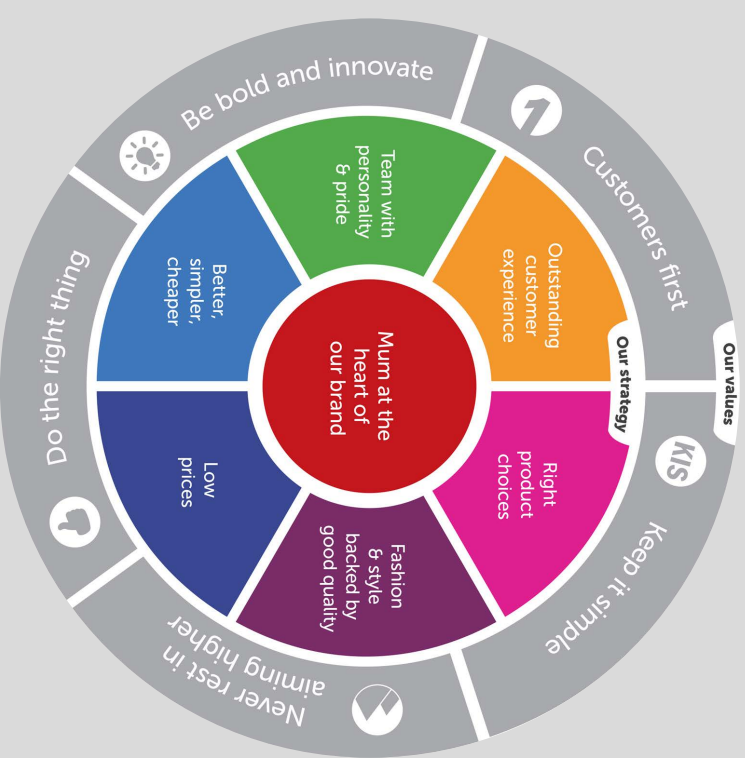 Our values
Our strategy
Customers first
KIS
Keep it simple
Never rest in
aiming higher
Do the right thing
Be bold and innovate
1
Outstanding
customer
experience
Right
product
choices
Fashion
& style
backed by
good quality
Low
prices
Better,
simpler,
cheaper
Team with
personality
& pride
Mum at the
heart of
our brand